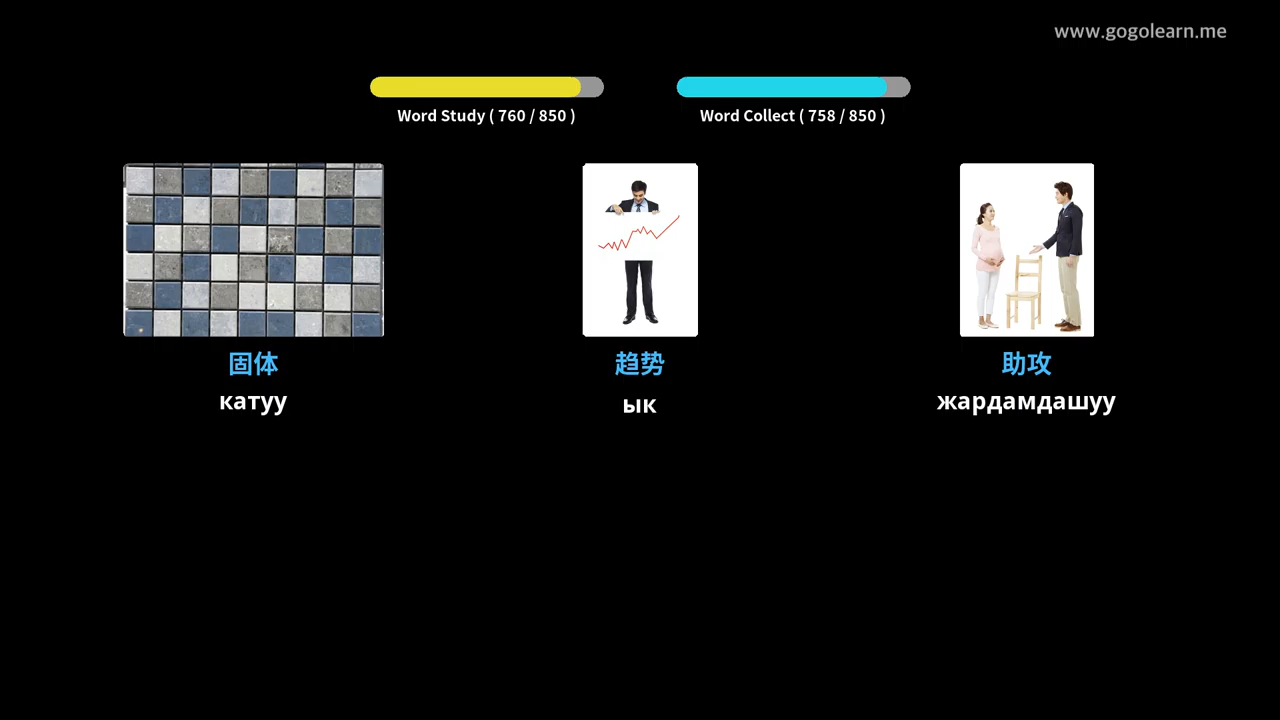 www.gogolearn.me
Word Study ( 760 / 850 )
Word Collect ( 758 / 850 )
固体
趋势
助攻
катуу
ык
жардамдашуу